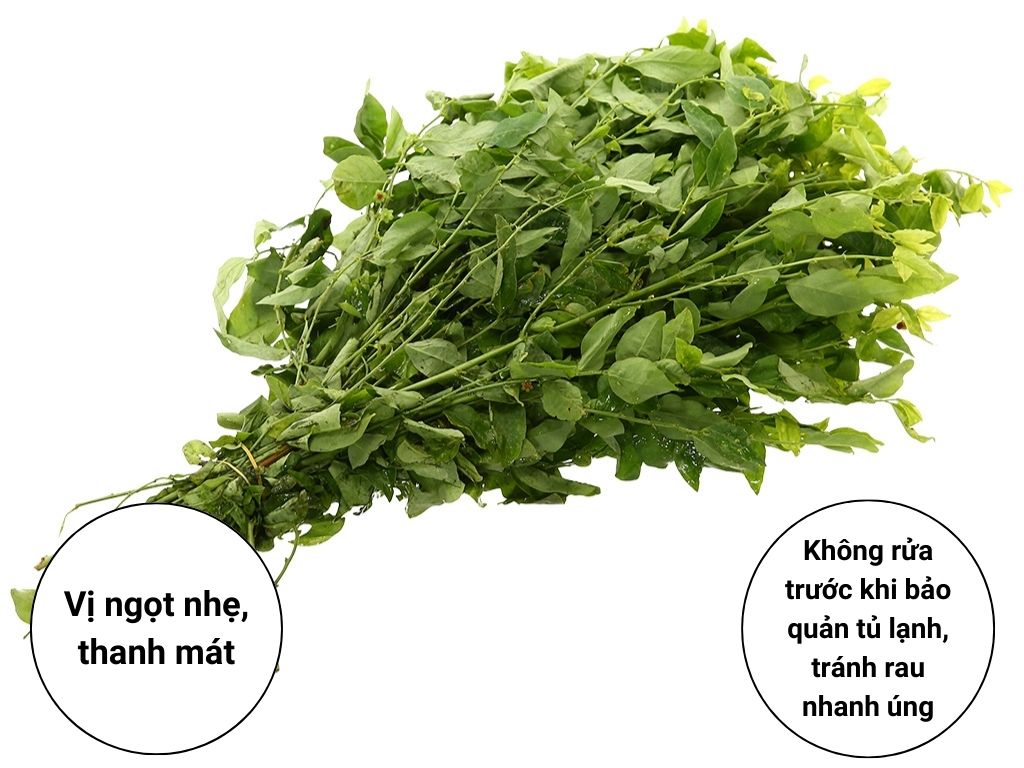 Vị ngọt nhẹ,
thanh mát
Không rửa
trước khi bảo
quản tủ lạnh,
tránh rau
nhanh úng